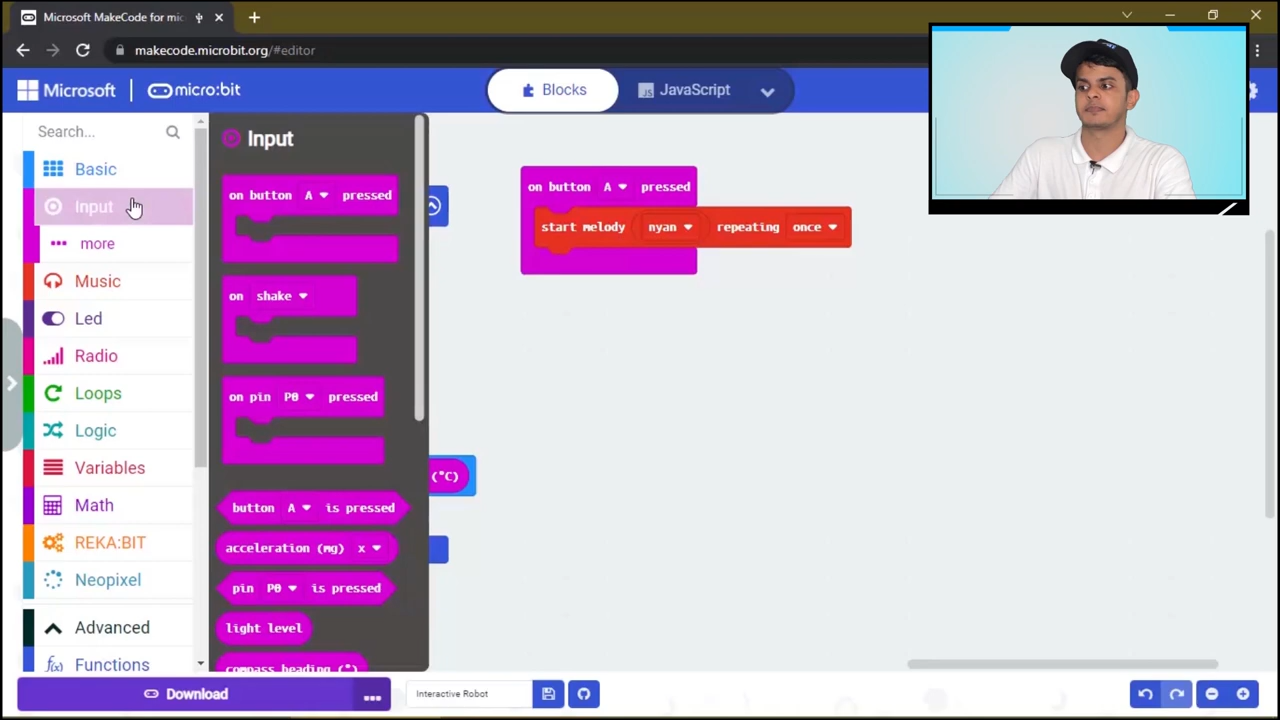 Microsoft MakeCode for mic
makecode.microbit.org/#editor
Microsoft
micro:bit
Blocks
JS JavaScript
Search...
Basic
Input
more
Music
Led
Radio
Loops
Logic
Variables
Math
REKA:BIT
Neopixel
Advanced
f(x) Functions
Input
on button A pressed
on shake
on pin P0 pressed
button A is pressed
acceleration (mg) x
pin P0 is pressed
light level
compass heading (°)
on button A pressed
start melody nyan repeating once
(°C)
Download
Interactive Robot